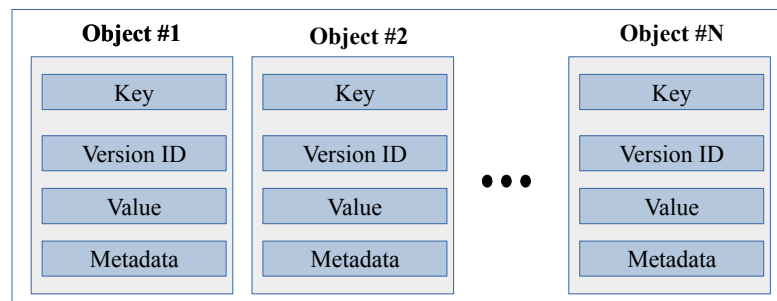 Object #1
Object #2
Object #N
Key
Key
Key
Version ID
Version ID
Version ID
Value
Value
Value
Metadata
Metadata
Metadata